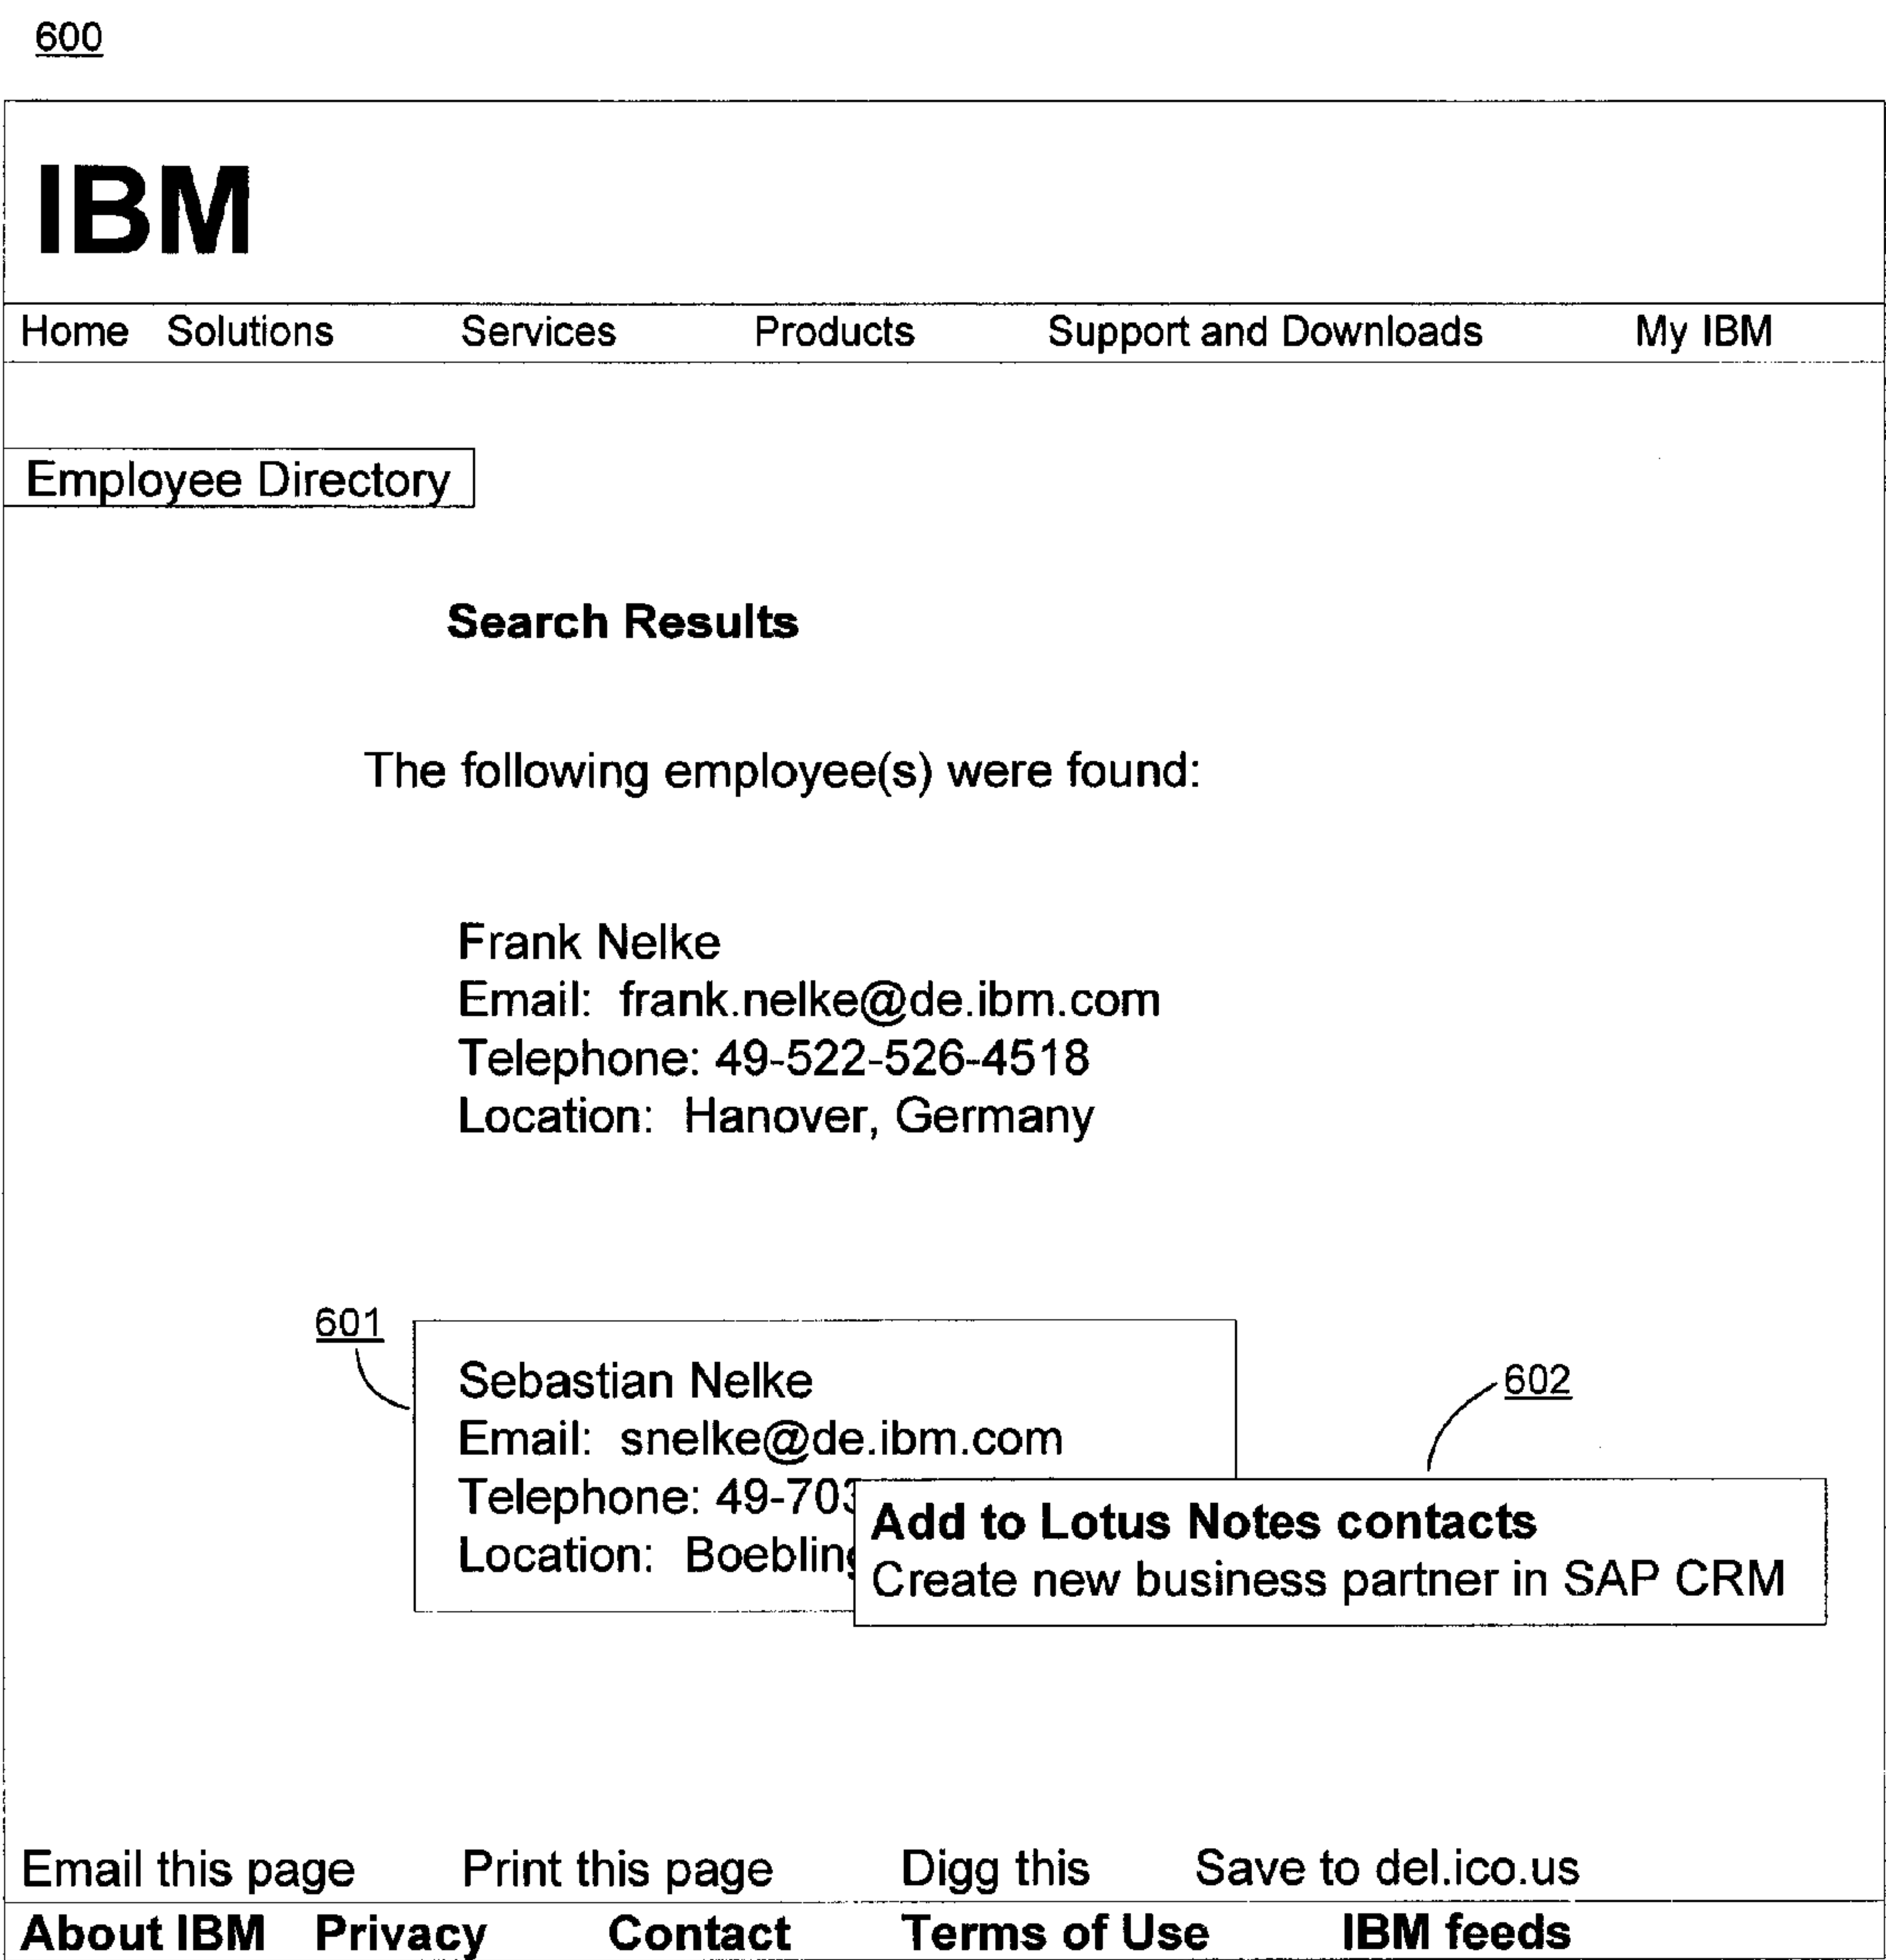 600
IBM
Home Solutions Services Products Support and Downloads My IBM
Employee Directory
Search Results
The following employee(s) were found:
Frank Nelke
Email: frank.nelke@de.ibm.com
Telephone: 49-522-526-4518
Location: Hanover, Germany
601
Sebastian Nelke
602
Email: snelke@de.ibm.com
Telephone: 49-703
Location:
Add to Lotus Notes contacts
Create new business partner in SAP CRM
Email this page Print this page Digg this Save to del.ico.us
About IBM Privacy Contact Terms of Use IBM feeds